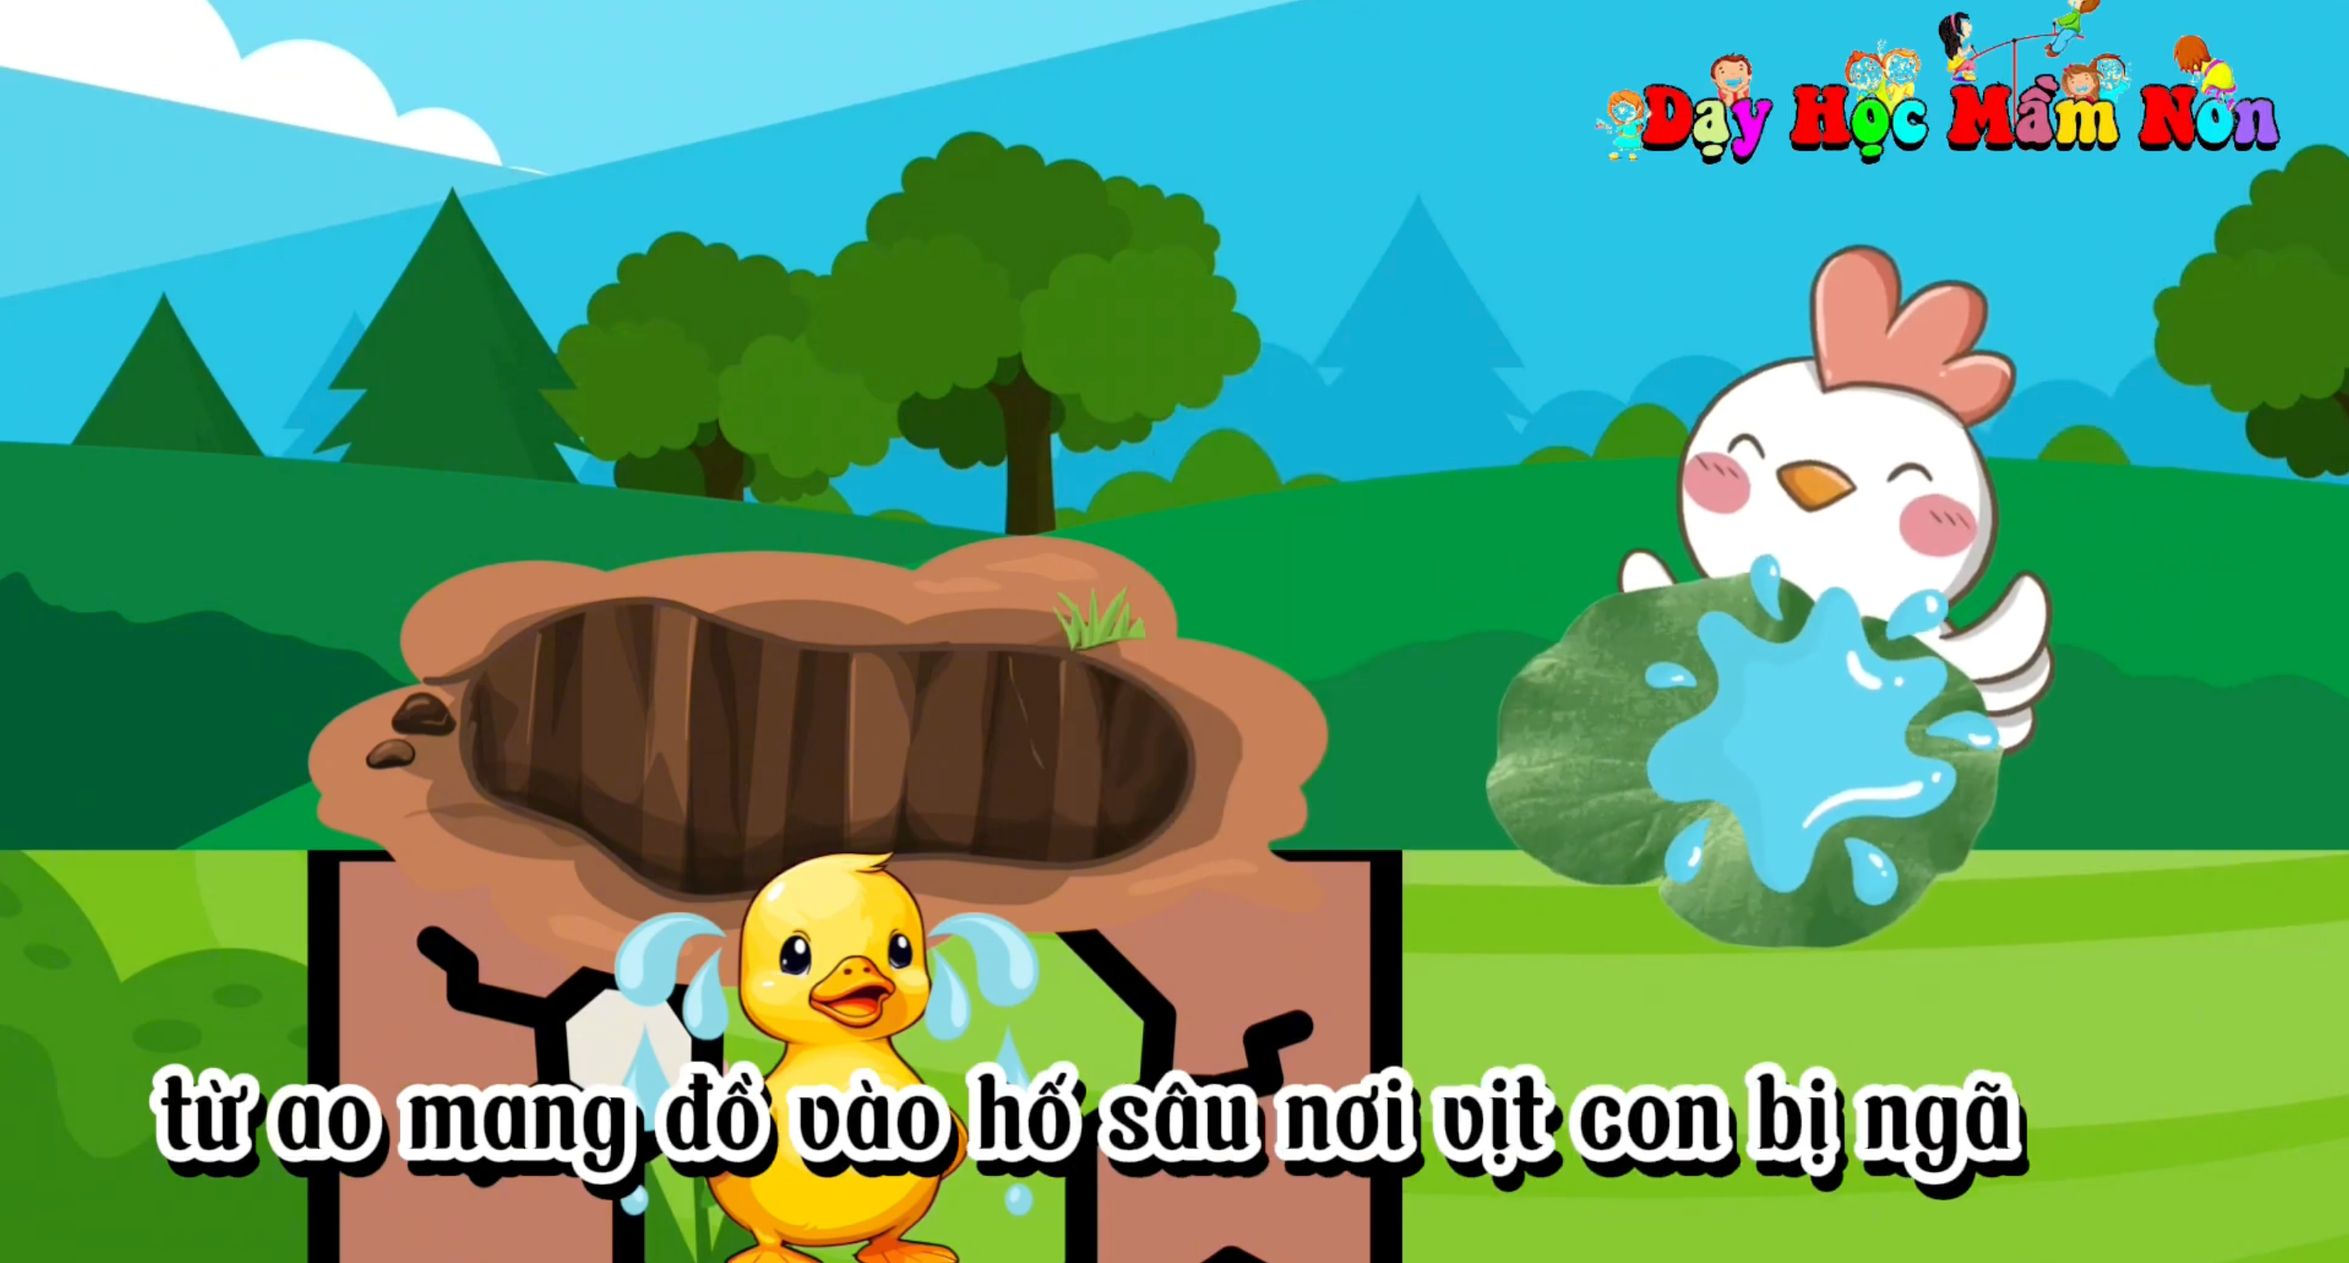 Dạy Học Mầm Non
từ ao mang đồ vào hố sâu nơi vịt con bị ngã